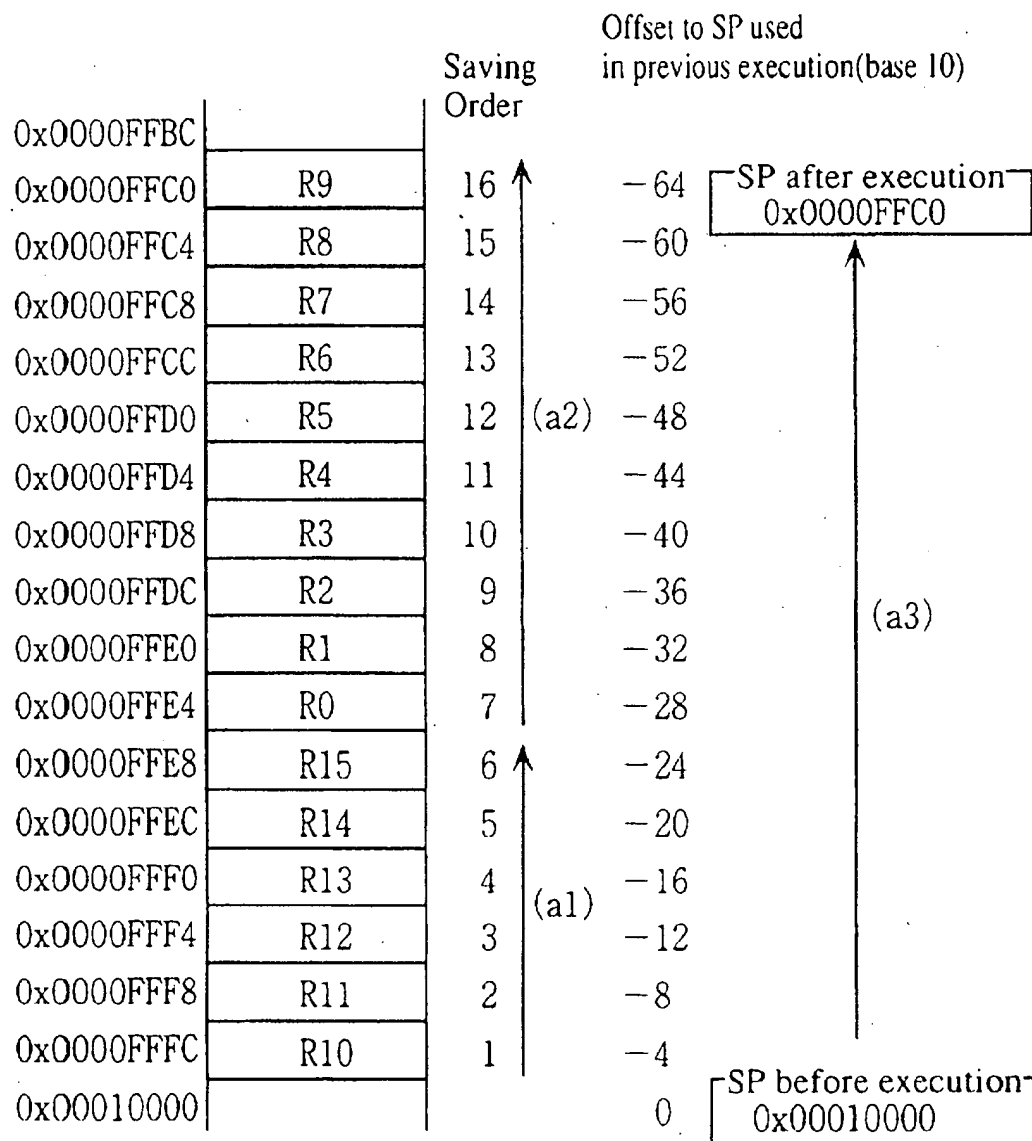 Offset to SP used
Saving in previous execution(base 10)
Order
0x0000FFBC
0x0000FFC0 R9 16 −64 SP after execution
0x0000FFC0
0x0000FFC4 R8 15 −60
0x0000FFC8 R7 14 −56
0x0000FFCC R6 13 −52
0x0000FFD0 R5 12 (a2) −48
0x0000FFD4 R4 11 −44
0x0000FFD8 R3 10 −40
0x0000FFDC R2 9 −36
(a3)
0x0000FFE0 R1 8 −32
0x0000FFE4 R0 7 −28
0x0000FFE8 R15 6 −24
0x0000FFEC R14 5 −20
0x0000FFF0 R13 4 −16
(a1)
0x0000FFF4 R12 3 −12
0x0000FFF8 R11 2 −8
0x0000FFFC R10 1 −4
SP before execution
0x00010000 0 0x00010000